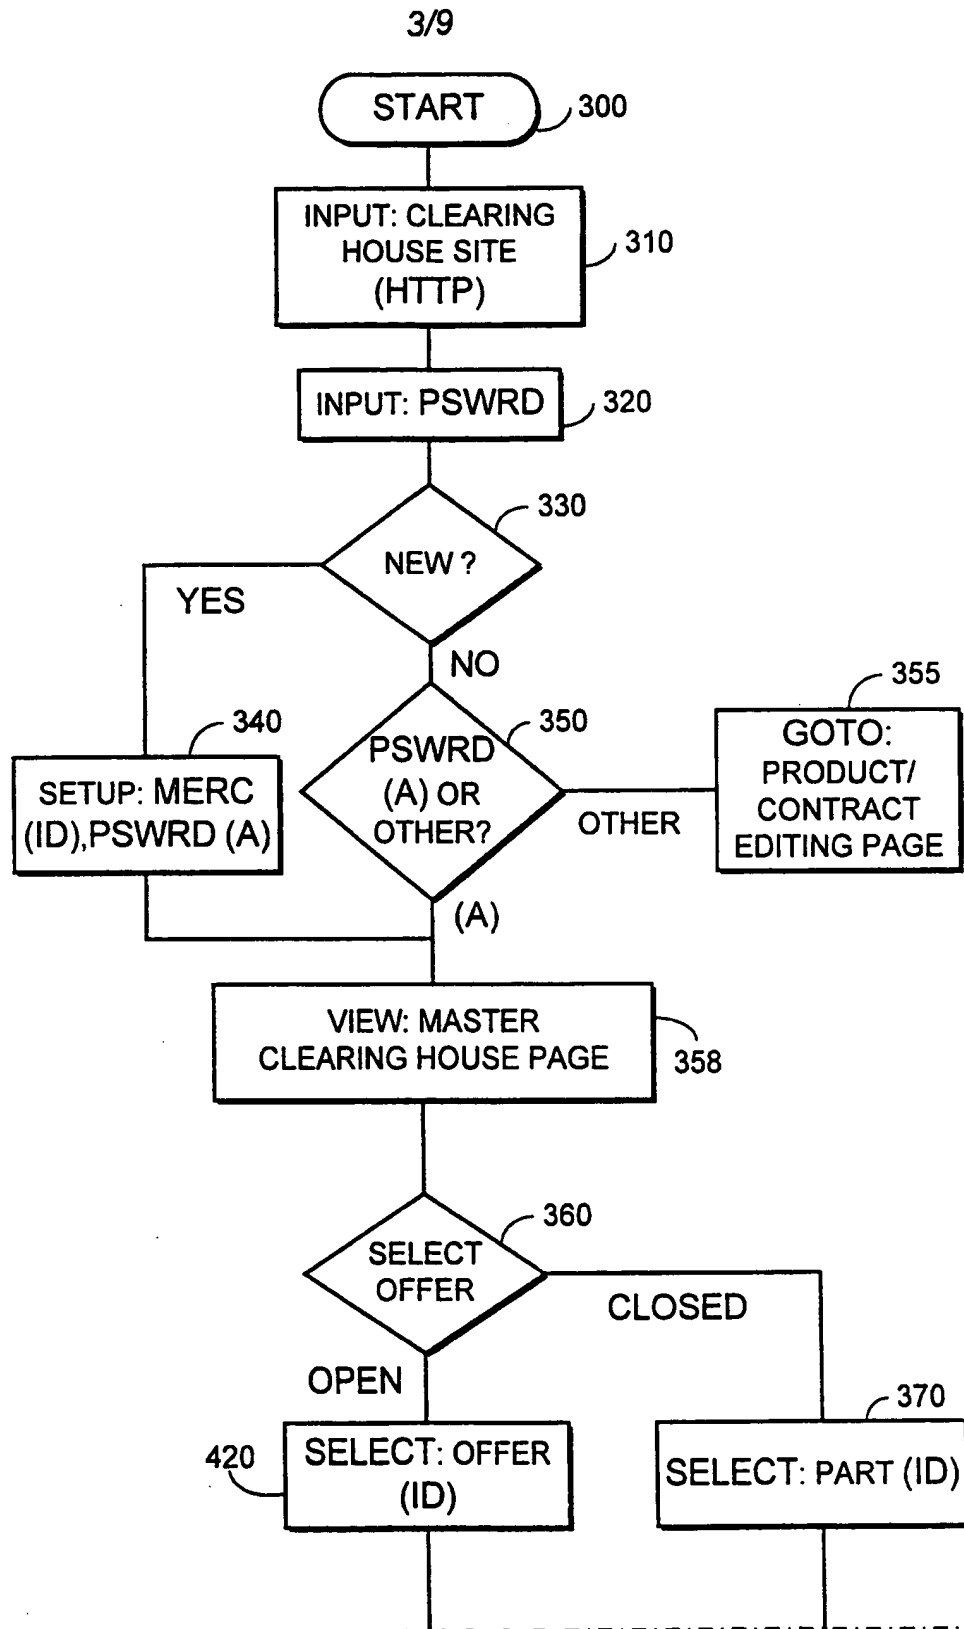 3/9
START
300
INPUT: CLEARING
HOUSE SITE
(HTTP)
310
INPUT: PSWRD
320
330
NEW ?
YES
NO
340
SETUP: MERC
(ID),PSWRD (A)
350
PSWRD
(A) OR
OTHER?
OTHER
355
GOTO:
PRODUCT/
CONTRACT
EDITING PAGE
(A)
VIEW: MASTER
CLEARING HOUSE PAGE
358
360
SELECT
OFFER
CLOSED
OPEN
420
SELECT: OFFER
(ID)
370
SELECT: PART (ID)